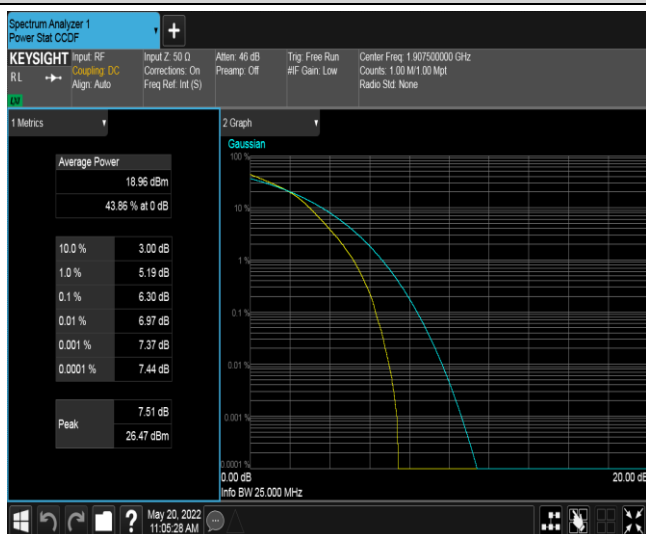 Spectrum Analyzer 1
Power Stat CCDF
+
KEYSIGHT
RL
Input: RF
Coupling: DC
Align: Auto
Input Z: 50 Ω
Corrections: On
Freq Ref: Int (S)
Atten: 46 dB
Preamp: Off
Trig: Free Run
#IF Gain: Low
Center Freq: 1.907500000 GHz
Counts: 1.00 M/1.00 Mpt
Radio Std: None
1 Metrics
Average Power
18.96 dBm
43.86 % at 0 dB
10.0 % 3.00 dB
1.0 % 5.19 dB
0.1 % 6.30 dB
0.01 % 6.97 dB
0.001 % 7.37 dB
0.0001 % 7.44 dB
Peak
7.51 dB
26.47 dBm
2 Graph
Gaussian
100 %
10 %
1 %
0.1 %
0.01 %
0.001 %
0.0001 %
0.00 dB 20.00 dB
Info BW 25.000 MHz
?
May 20, 2022
11:05:28 AM